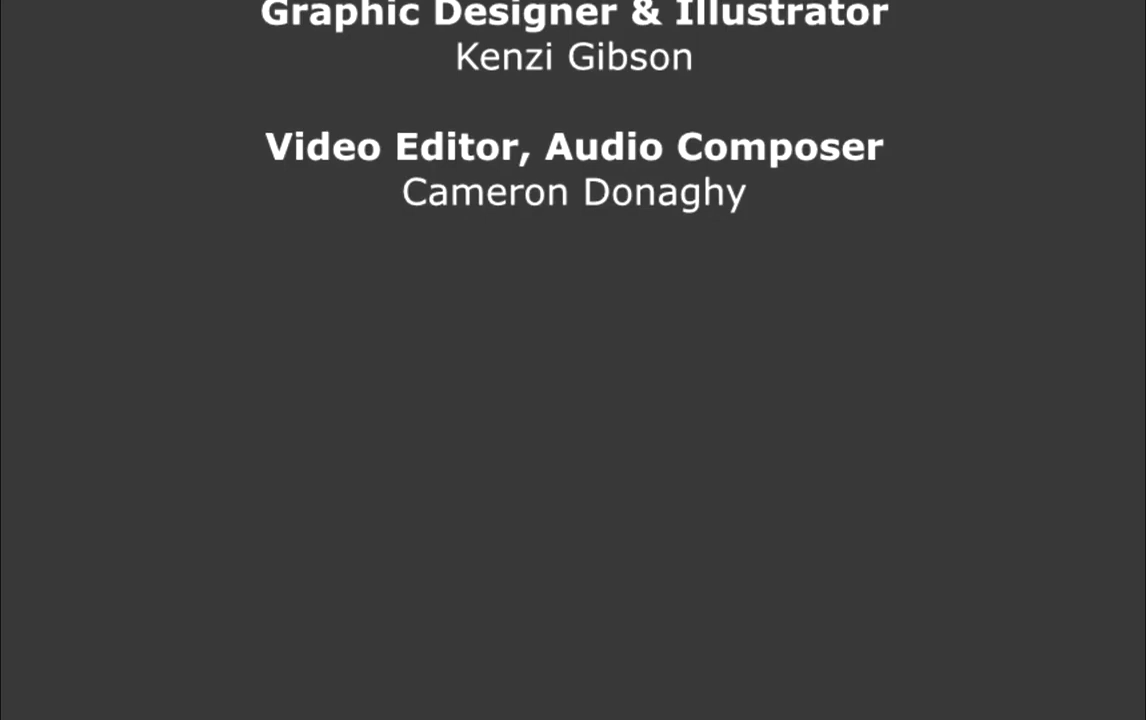 Graphic Designer & Illustrator
Kenzi Gibson
Video Editor, Audio Composer
Cameron Donaghy